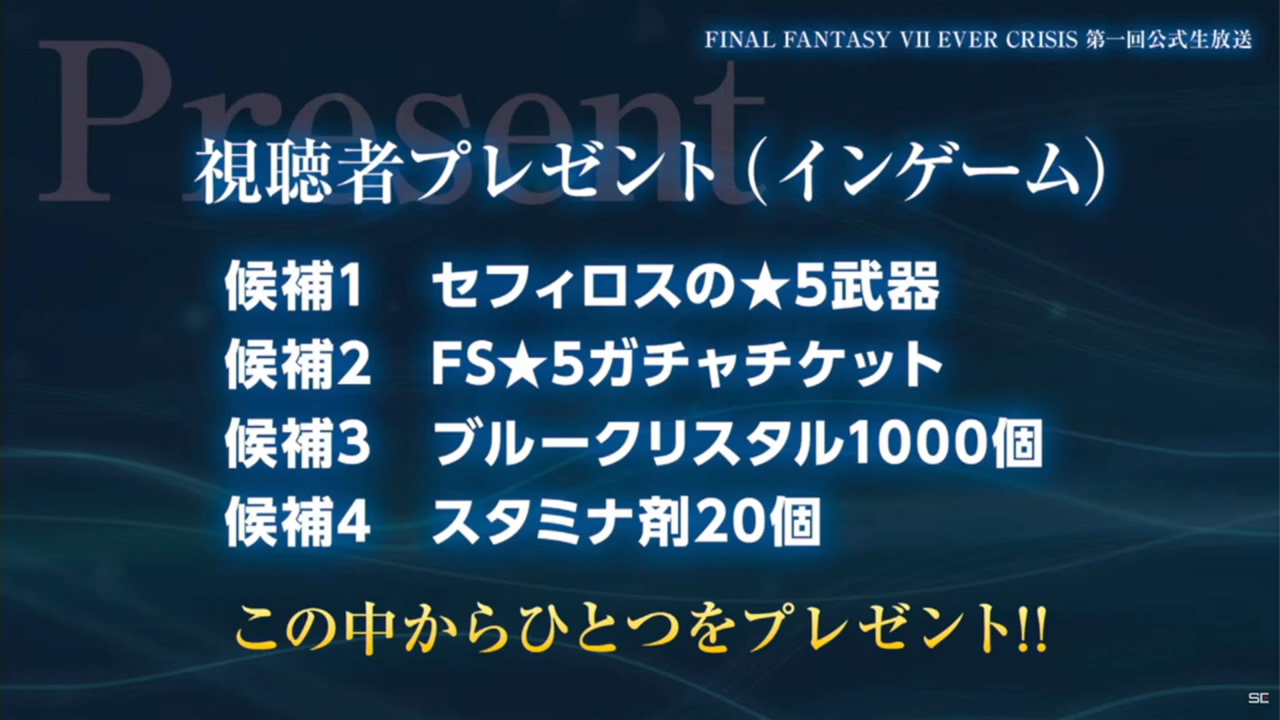 FINAL FANTASY VII EVER CRISIS 第一回公式生放送
Present
視聴者プレゼント(インゲーム)
候補1 セフィロスの★5武器
候補2 FS★5ガチャチケット
候補3 ブルークリスタル1000個
候補4 スタミナ剤20個
この中からひとつをプレゼント!!
SE